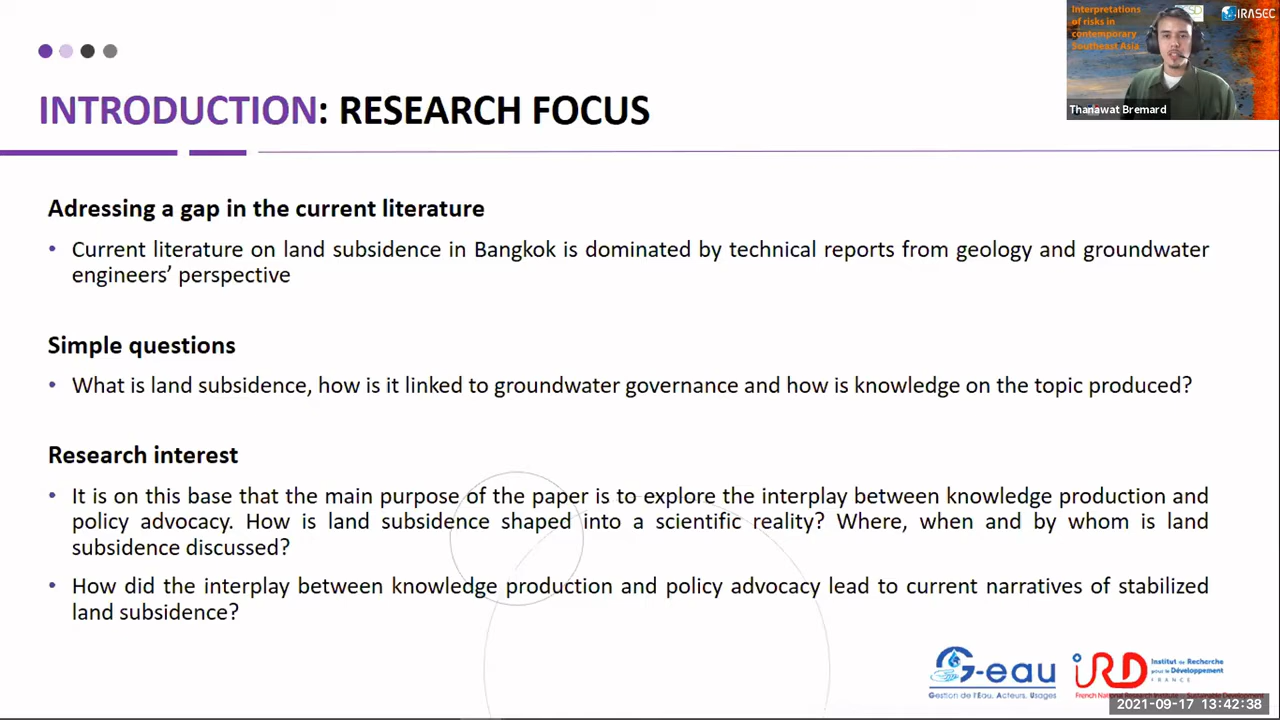 Interpretations
of risks in
contemporary
Southeast Asia
IRASEC
Thanawat Bremard
INTRODUCTION: RESEARCH FOCUS
Adressing a gap in the current literature
• Current literature on land subsidence in Bangkok is dominated by technical reports from geology and groundwater
engineers' perspective
Simple questions
• What is land subsidence, how is it linked to groundwater governance and how is knowledge on the topic produced?
Research interest
• It is on this base that the main purpose of the paper is to explore the interplay between knowledge production and
policy advocacy. How is land subsidence shaped into a scientific reality? Where, when and by whom is land
subsidence discussed?
• How did the interplay between knowledge production and policy advocacy lead to current narratives of stabilized
land subsidence?
G-eau
Gestion de l'Eau, Acteurs, Usages
IRD
Institut de Recherche
pour le Développement
FRANCE
French National Research Institute Sustainable Development
2021-09-17 13:42:38